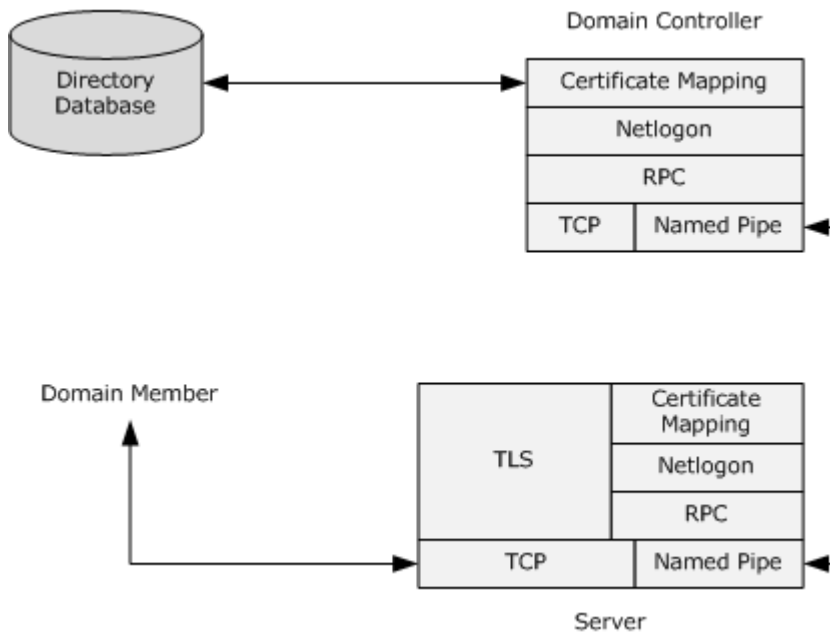 Domain Controller
Directory
Database
Certificate Mapping
Netlogon
RPC
TCP
Named Pipe
Domain Member
TLS
Certificate
Mapping
Netlogon
RPC
TCP
Named Pipe
Server